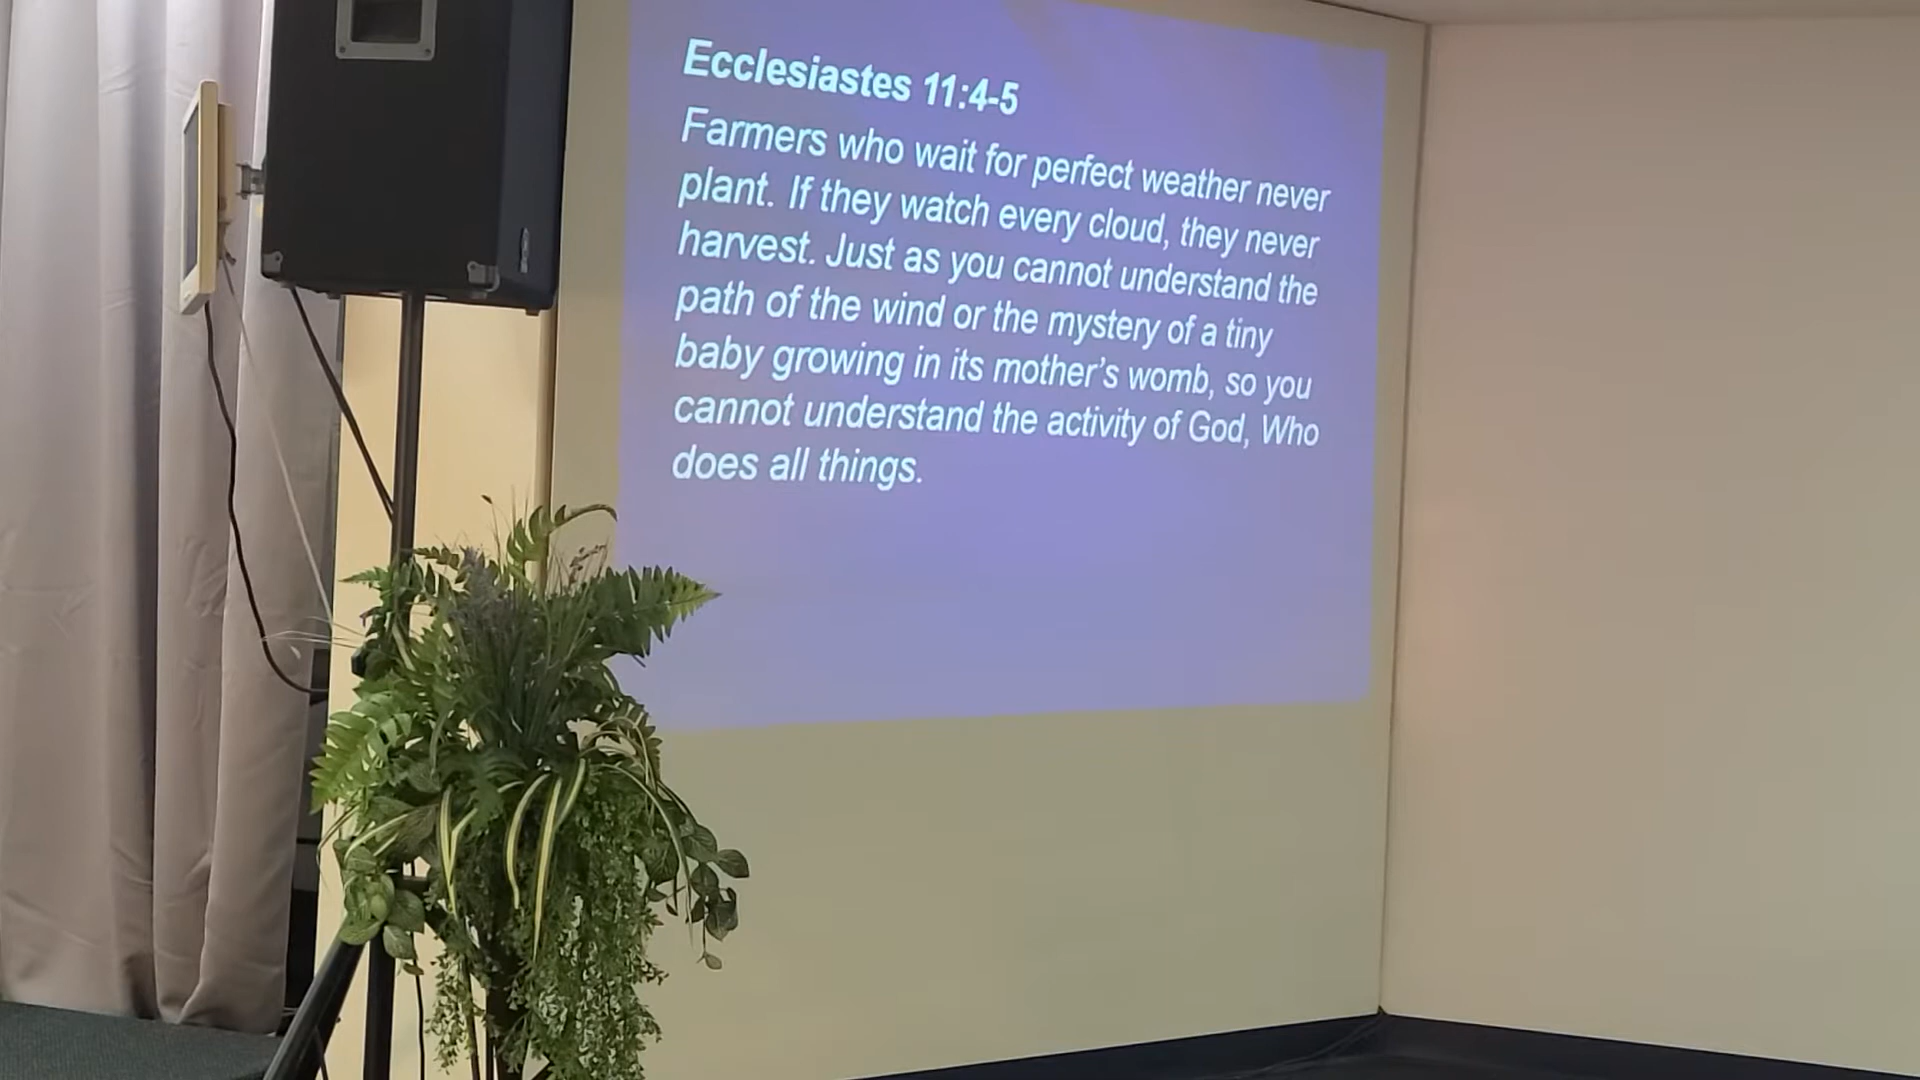 Ecclesiastes 11:4-5
Farmers who wait for perfect weather never
plant. If they watch every cloud, they never
harvest. Just as you cannot understand the
path of the wind or the mystery of a tiny
baby growing in its mother’s womb, so you
cannot understand the activity of God, Who
does all things.